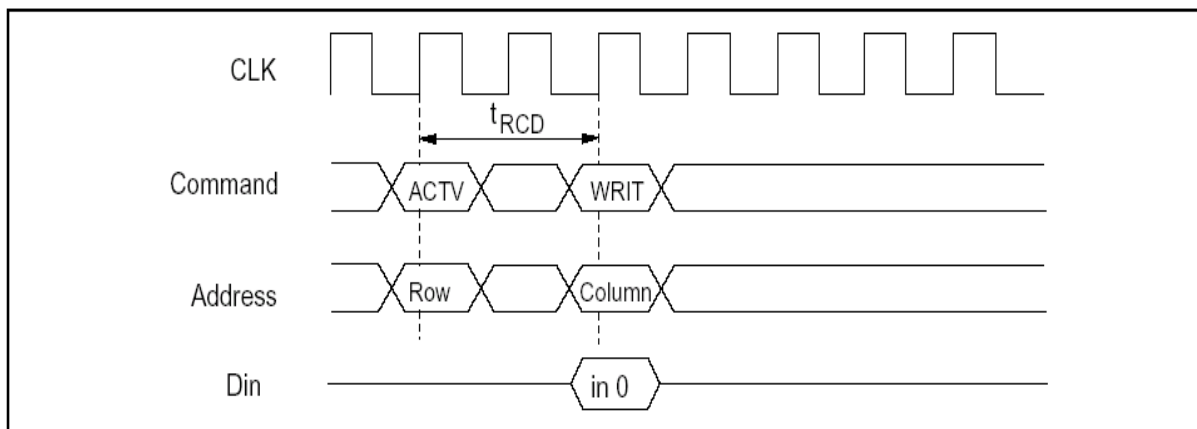 CLK
tRCD
Command
ACTV
WRIT
Address
Row
Column
Din
in 0